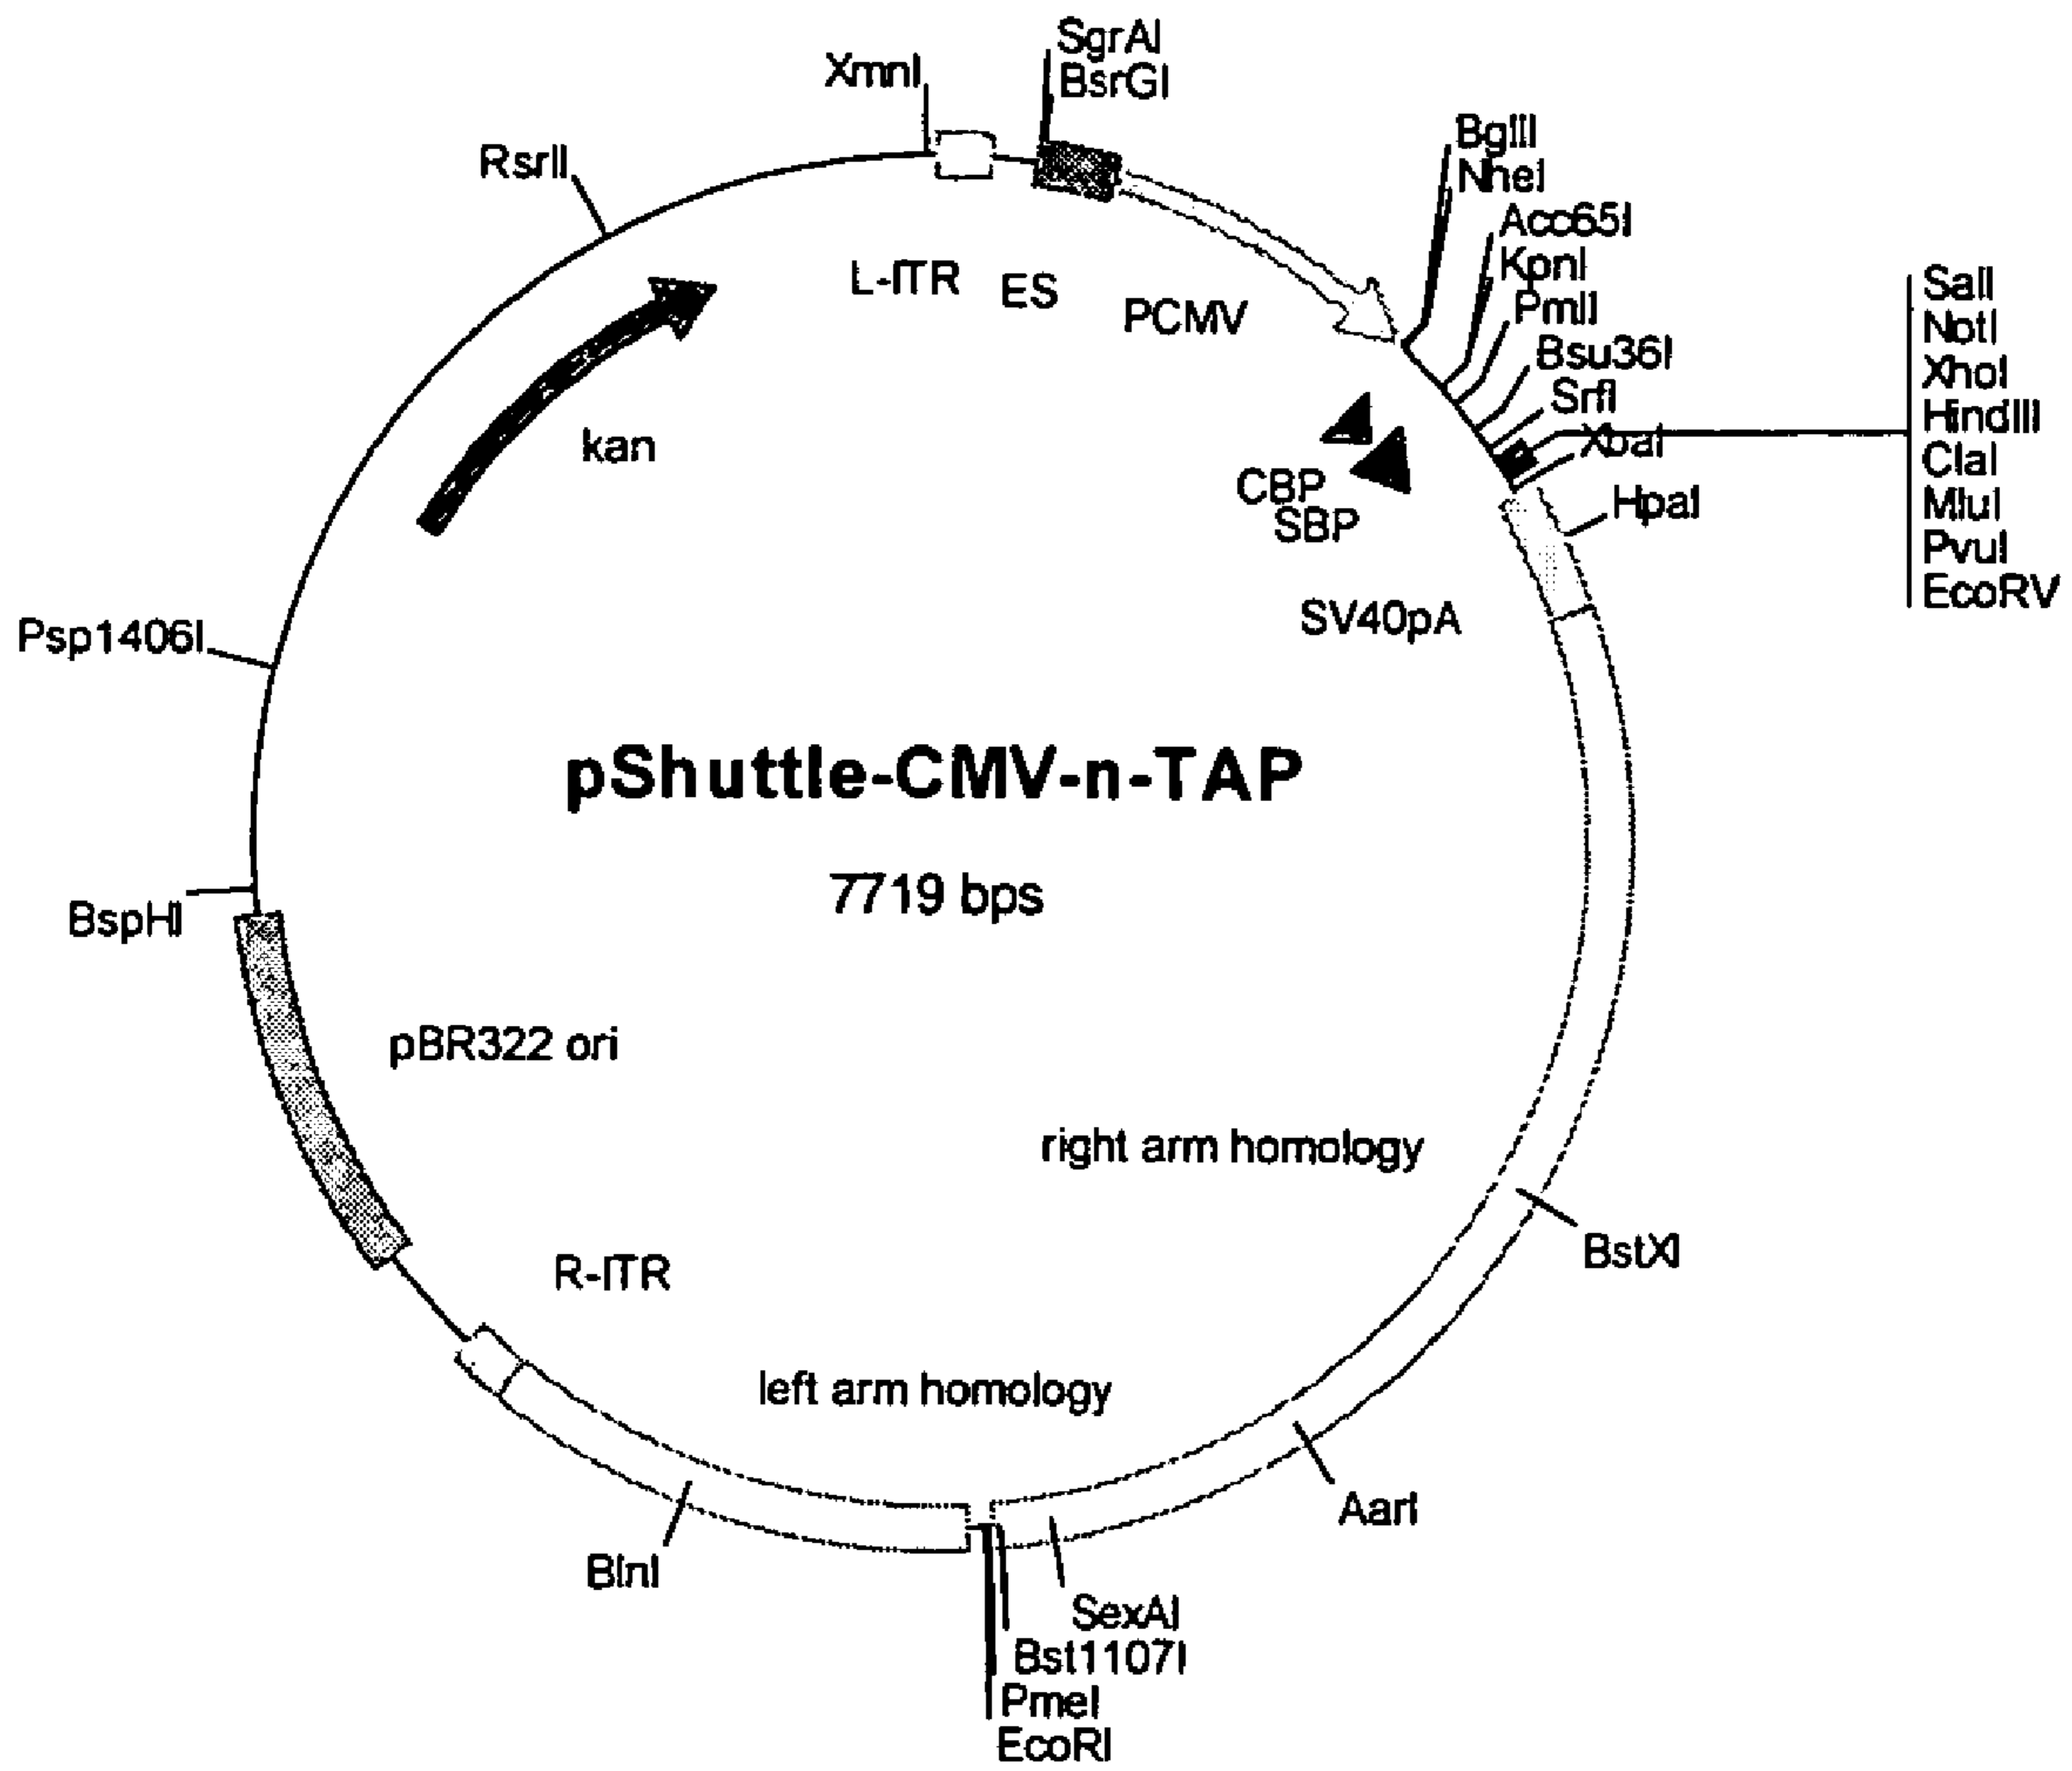 SgrAI
XmnI
BsrGI
BglII
RsrII
NheI
Acc65I
L-ITR
ES
KpnI
SalI
PCMV
PmlI
NotI
Bsu36I
XhoI
SrfI
HindIII
kan
XbaI
ClaI
CBP
HpaI
MluI
SBP
PvuI
EcoRV
Psp1406I
SV40pA
pShuttle-CMV-n-TAP
7719 bps
BspHI
pBR322 ori
right arm homology
BstXI
R-ITR
left arm homology
AarI
BlnI
SexAI
Bst1107I
PmeI
EcoRI